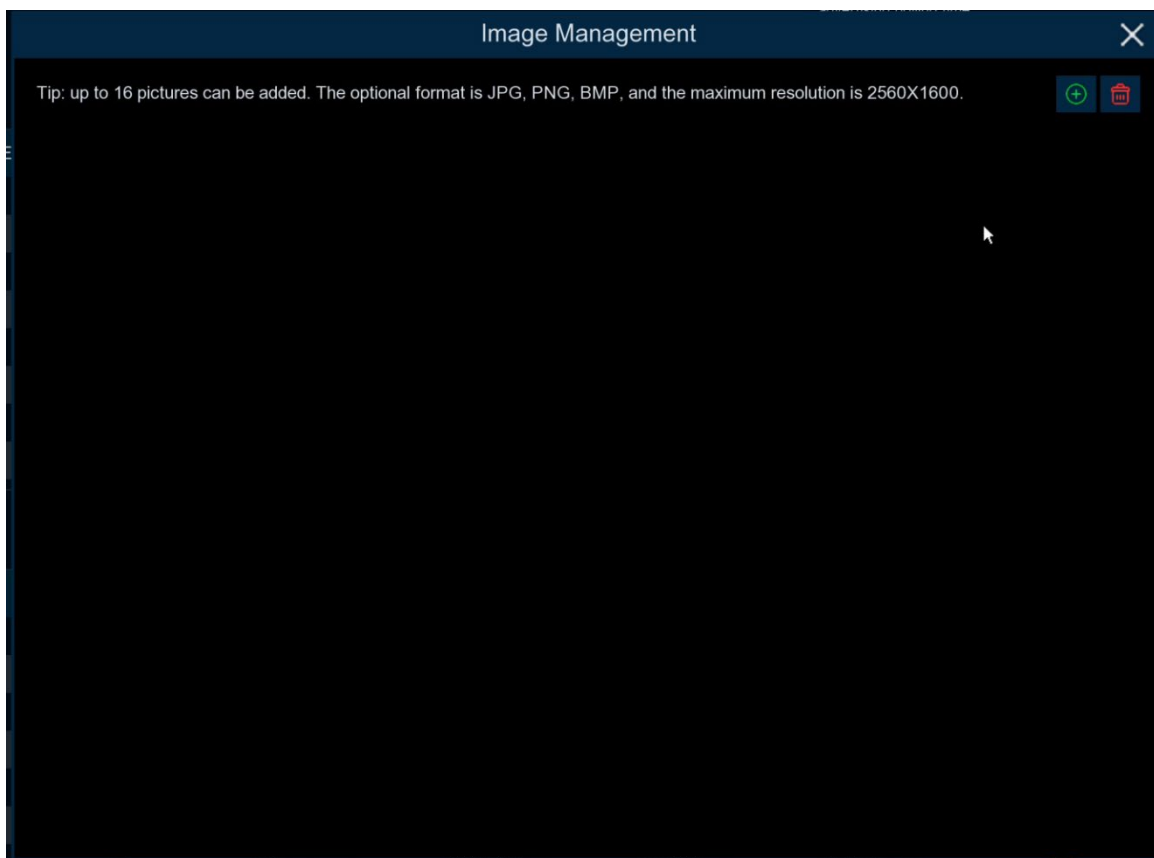 Image Management
Tip: up to 16 pictures can be added. The optional format is JPG, PNG, BMP, and the maximum resolution is 2560X1600.